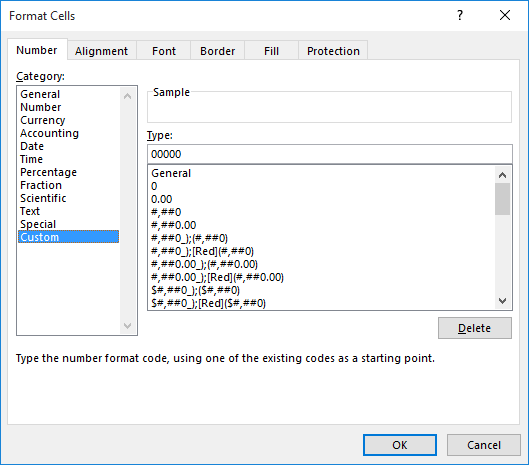 Format Cells
?
Number Alignment Font Border Fill Protection
Category:
General
Number
Currency
Accounting
Date
Time
Percentage
Fraction
Scientific
Text
Special
Custom
Sample
Type:
00000
General
0
0.00
#,##0
#,##0.00
#,##0_);(#,##0)
#,##0_);[Red](#,##0)
#,##0.00_);(#,##0.00)
#,##0.00_);[Red](#,##0.00)
$#,##0_);($#,##0)
$#,##0_);[Red]($#,##0)
Delete
Type the number format code, using one of the existing codes as a starting point.
OK Cancel